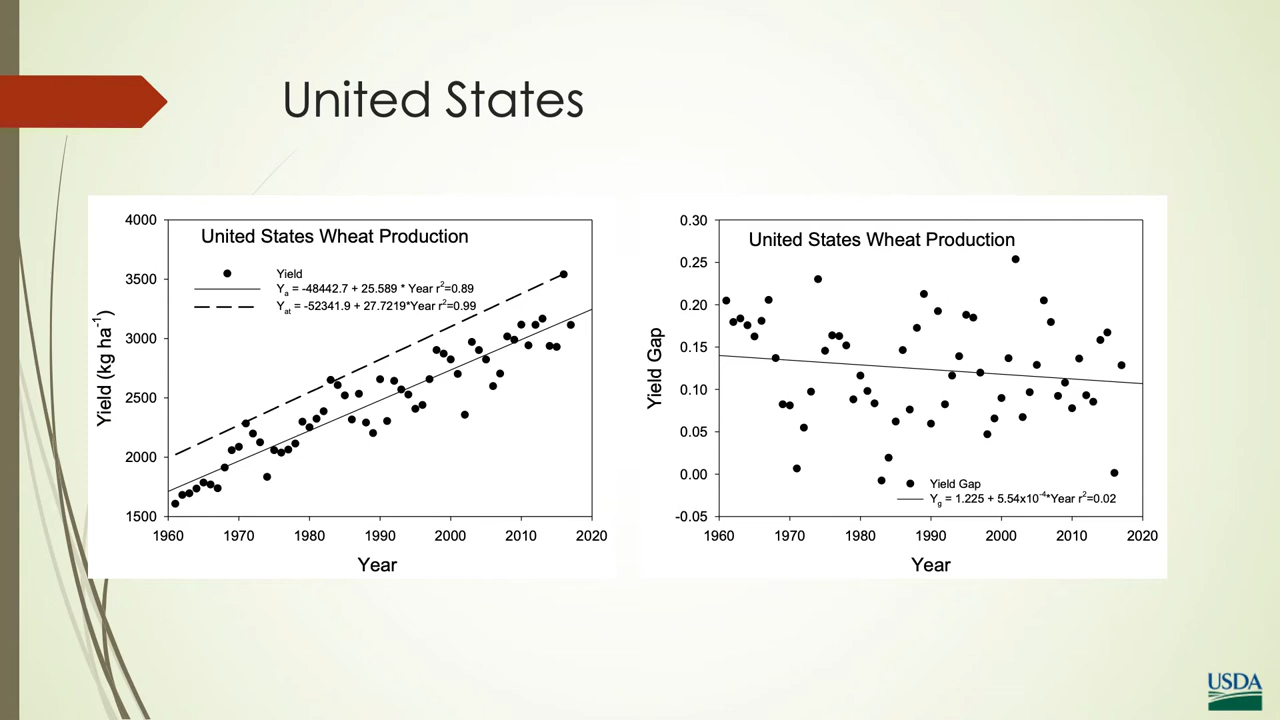 United States
4000
3500
3000
2500
2000
1500
Yield (kg ha-1)
United States Wheat Production
Yield
Ya = -48442.7 + 25.589 * Year r2=0.89
Yat = -52341.9 + 27.7219*Year r2=0.99
1960 1970 1980 1990 2000 2010 2020
Year
0.30
0.25
0.20
0.15
0.10
0.05
0.00
-0.05
Yield Gap
United States Wheat Production
Yield Gap
Yg = 1.225 + 5.54x10-4*Year r2=0.02
1960 1970 1980 1990 2000 2010 2020
Year
USDA